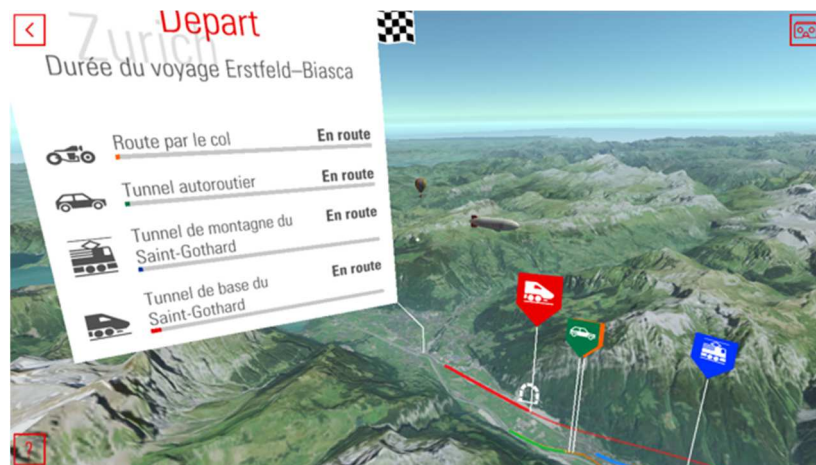 Départ
Zurich
Durée du voyage Erstfeld–Biasca
Route par le col
En route
Tunnel autoroutier
En route
Tunnel de montagne du
Saint-Gothard
En route
Tunnel de base du
Saint-Gothard
En route
?